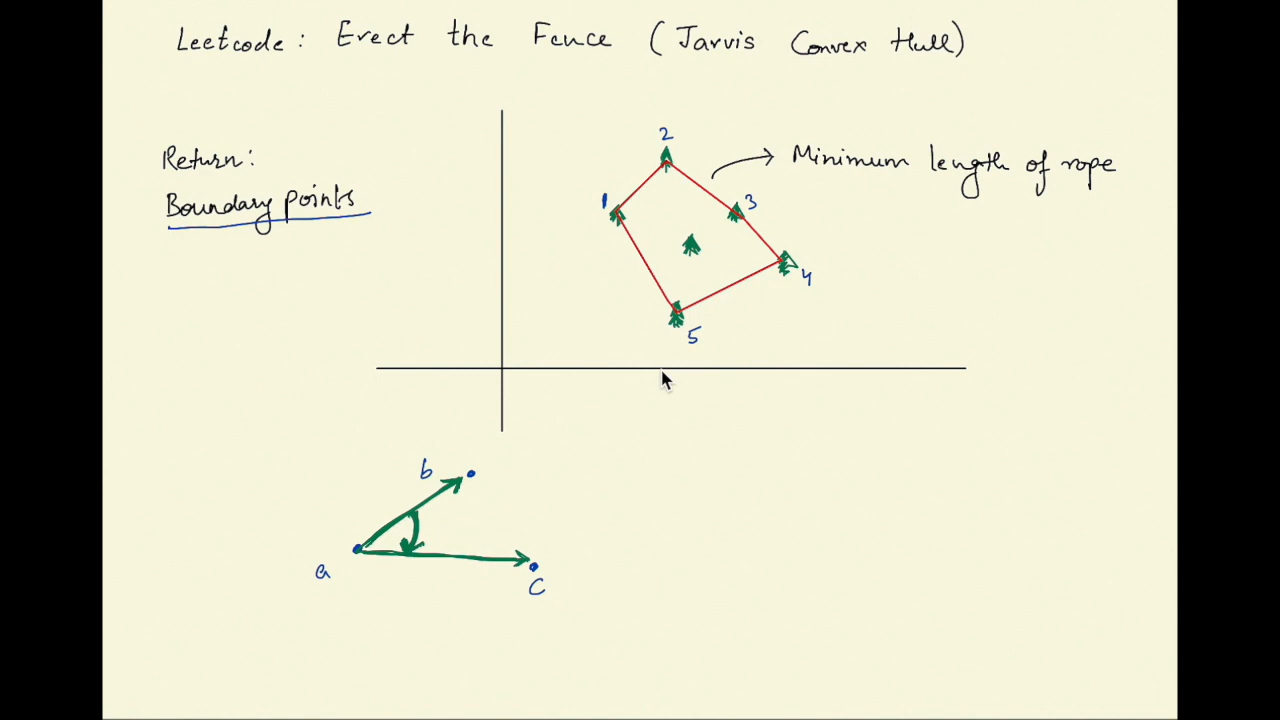 Leetcode: Erect the Fence (Jarvis Convex Hull)
Return:
Boundary points
Minimum length of rope
2
1
3
4
5
b
a
c